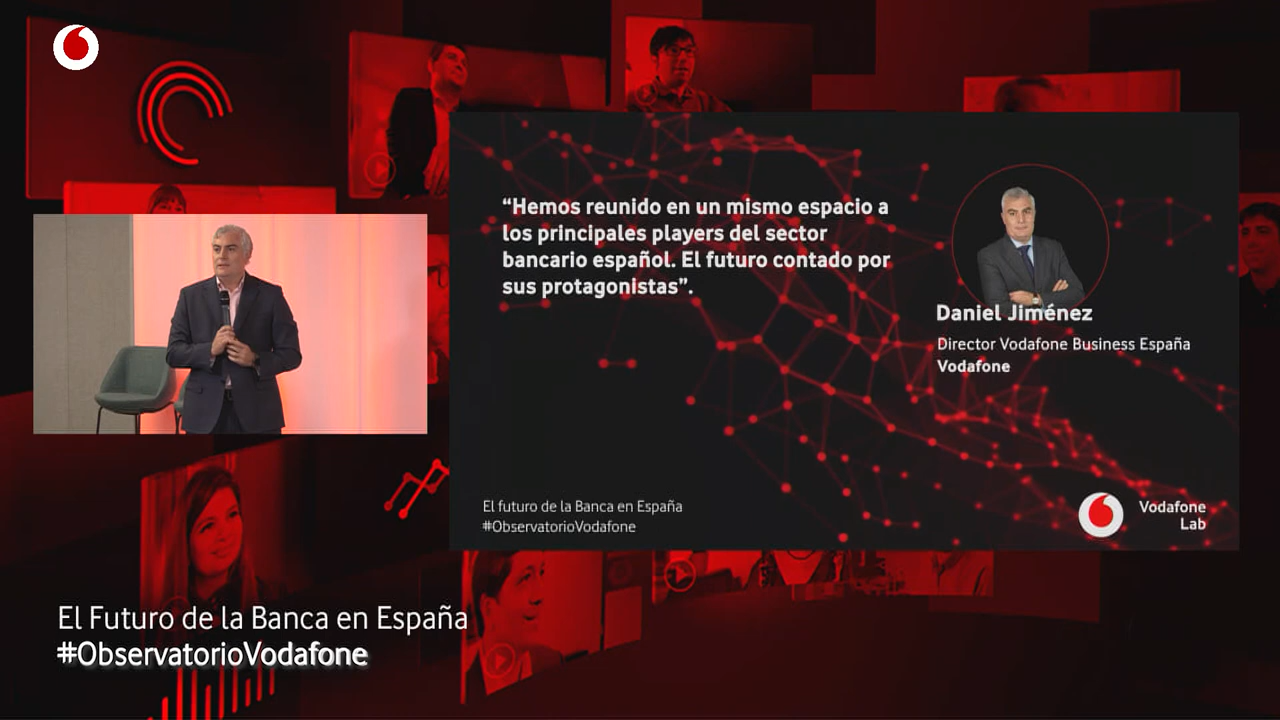 “Hemos reunido en un mismo espacio a
los principales players del sector
bancario español. El futuro contado por
sus protagonistas”.
Daniel Jiménez
Director Vodafone Business España
Vodafone
El futuro de la Banca en España
#ObservatorioVodafone
Vodafone
Lab
El Futuro de la Banca en España
#ObservatorioVodafone